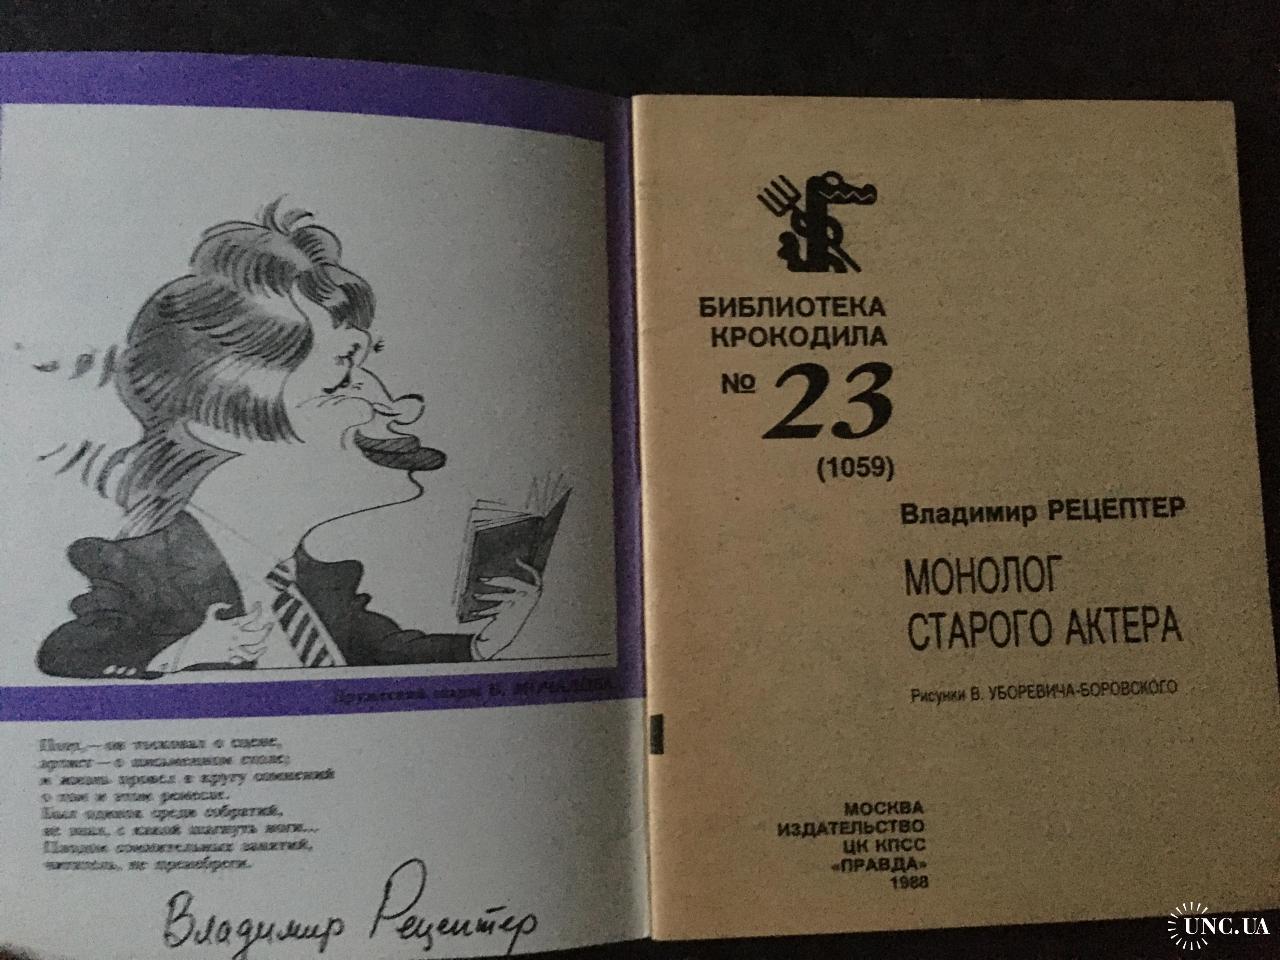 Дружеский шарж В. МОЧАЛОВА
Поэт,—он тосковал о сцене,
артист—о письменном столе;
и жизнь провел в кругу сомнений
о том и этом ремесле.
Был одинок среди собратий,
не зная, с какой шагнуть ноги...
Плодом сомнительных занятий,
читатель, не пренебреги.
Владимир Рецептер
БИБЛИОТЕКА
КРОКОДИЛА
№ 23
(1059)
Владимир РЕЦЕПТЕР
МОНОЛОГ
СТАРОГО АКТЕРА
Рисунки В. УБОРЕВИЧА-БОРОВСКОГО
МОСКВА
ИЗДАТЕЛЬСТВО
ЦК КПСС
«ПРАВДА»
1988
UNC.UA